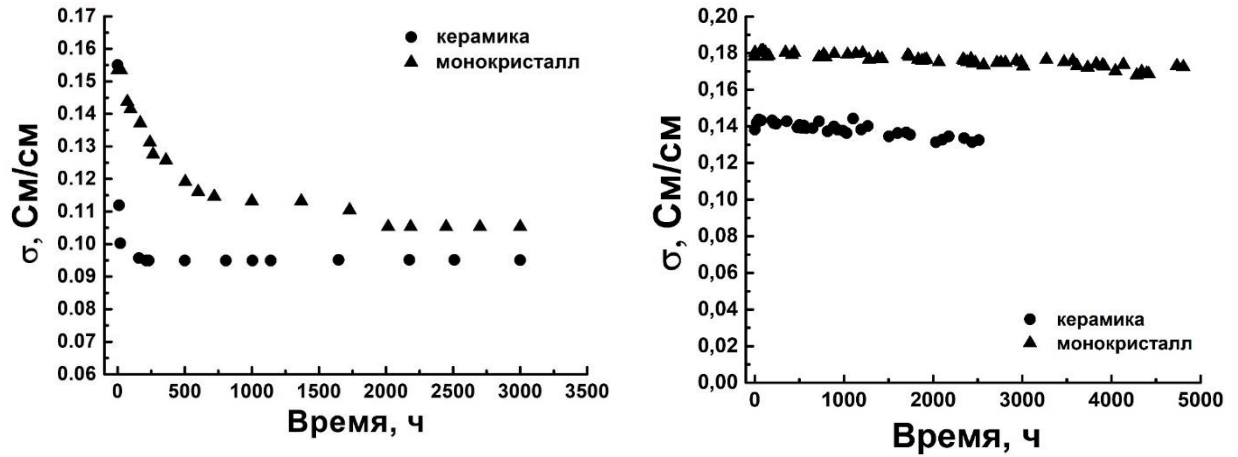 0.17
0.16
0.15
0.14
0.13
0.12
0.11
0.10
0.09
0.08
0.07
0.06
σ, См/см
керамика
монокристалл
0 500 1000 1500 2000 2500 3000 3500
Время, ч
0,20
0,18
0,16
0,14
0,12
0,10
0,08
0,06
0,04
0,02
0,00
σ, См/см
керамика
монокристалл
0 1000 2000 3000 4000 5000
Время, ч